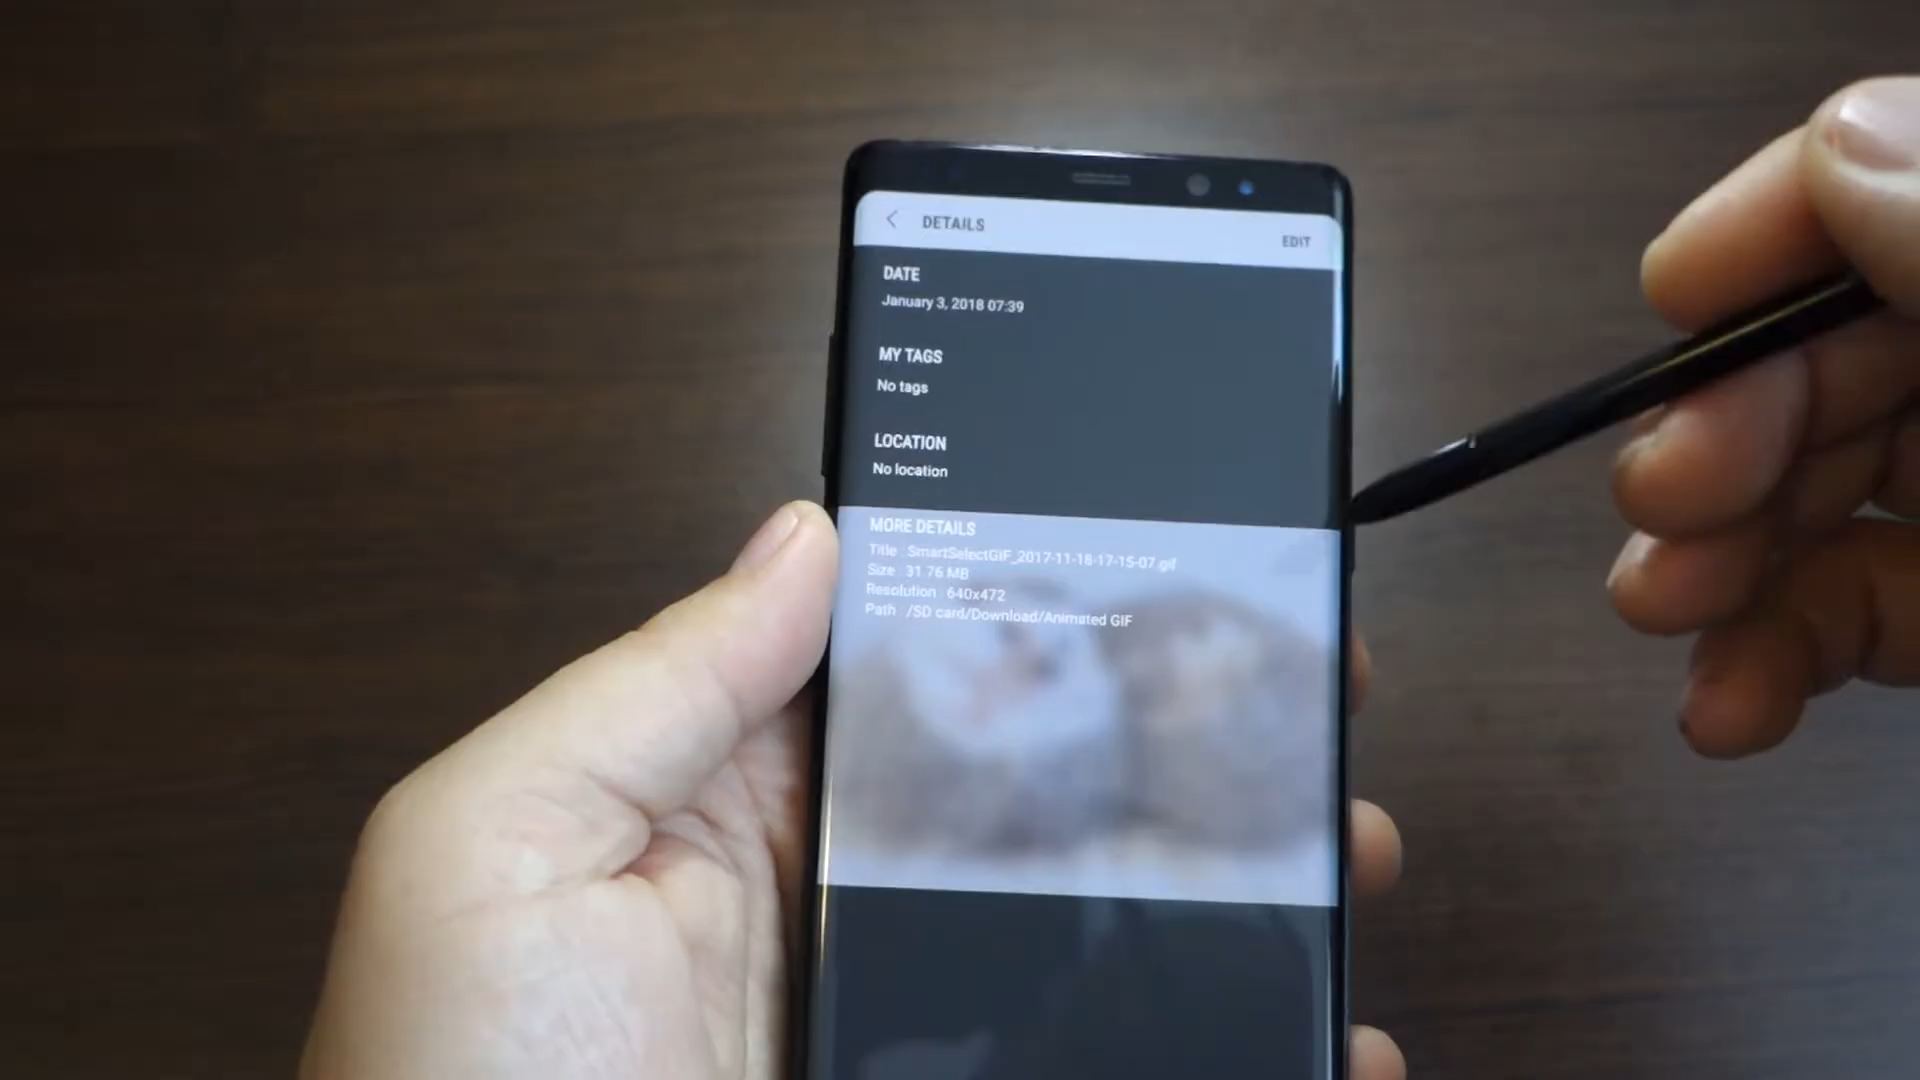 DETAILS
EDIT
DATE
January 3, 2018 07:39
MY TAGS
No tags
LOCATION
No location
MORE DETAILS
Title : SmartSelectGIF_2017-11-18-17-15-07.gif
Size : 31.76 MB
Resolution : 640x472
Path : /SD card/Download/Animated GIF